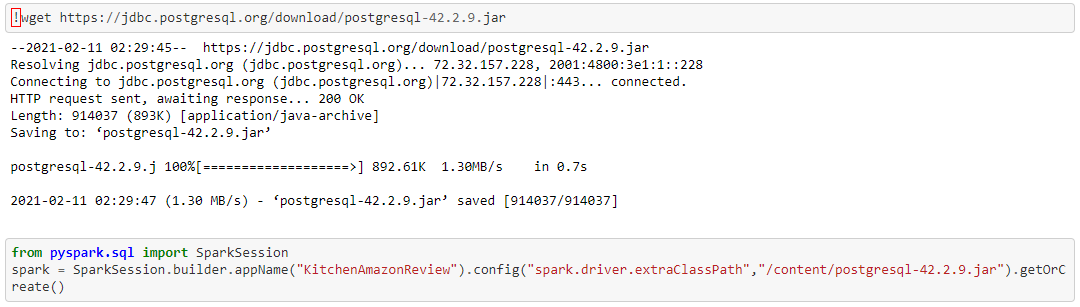 !wget https://jdbc.postgresql.org/download/postgresql-42.2.9.jar
--2021-02-11 02:29:45--  https://jdbc.postgresql.org/download/postgresql-42.2.9.jar
Resolving jdbc.postgresql.org (jdbc.postgresql.org)... 72.32.157.228, 2001:4800:3e1:1::228
Connecting to jdbc.postgresql.org (jdbc.postgresql.org)|72.32.157.228|:443... connected.
HTTP request sent, awaiting response... 200 OK
Length: 914037 (893K) [application/java-archive]
Saving to: ‘postgresql-42.2.9.jar’
postgresql-42.2.9.j 100%[===================>] 892.61K  1.30MB/s    in 0.7s
2021-02-11 02:29:47 (1.30 MB/s) - ‘postgresql-42.2.9.jar’ saved [914037/914037]
from pyspark.sql import SparkSession
spark = SparkSession.builder.appName("KitchenAmazonReview").config("spark.driver.extraClassPath","/content/postgresql-42.2.9.jar").getOrC
reate()